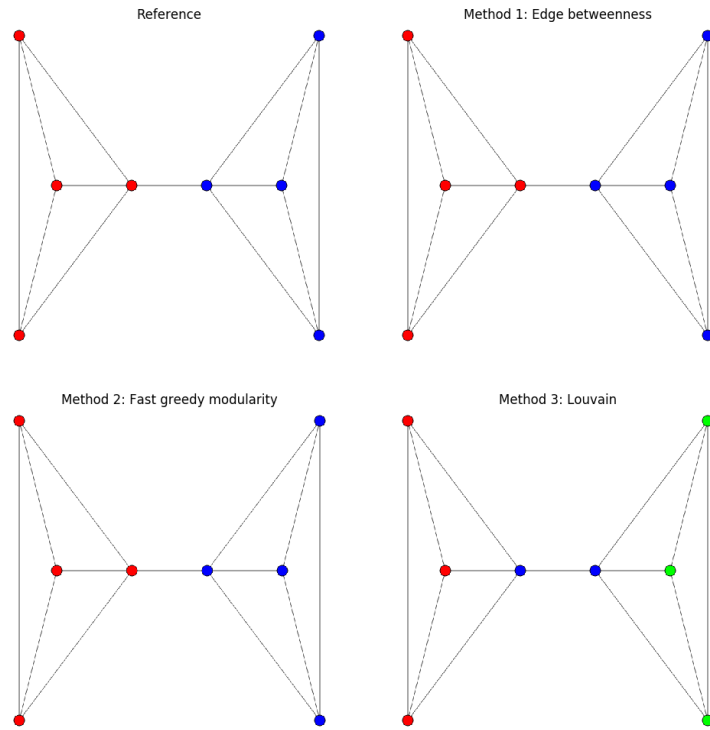 Reference
Method 1: Edge betweenness
Method 2: Fast greedy modularity
Method 3: Louvain